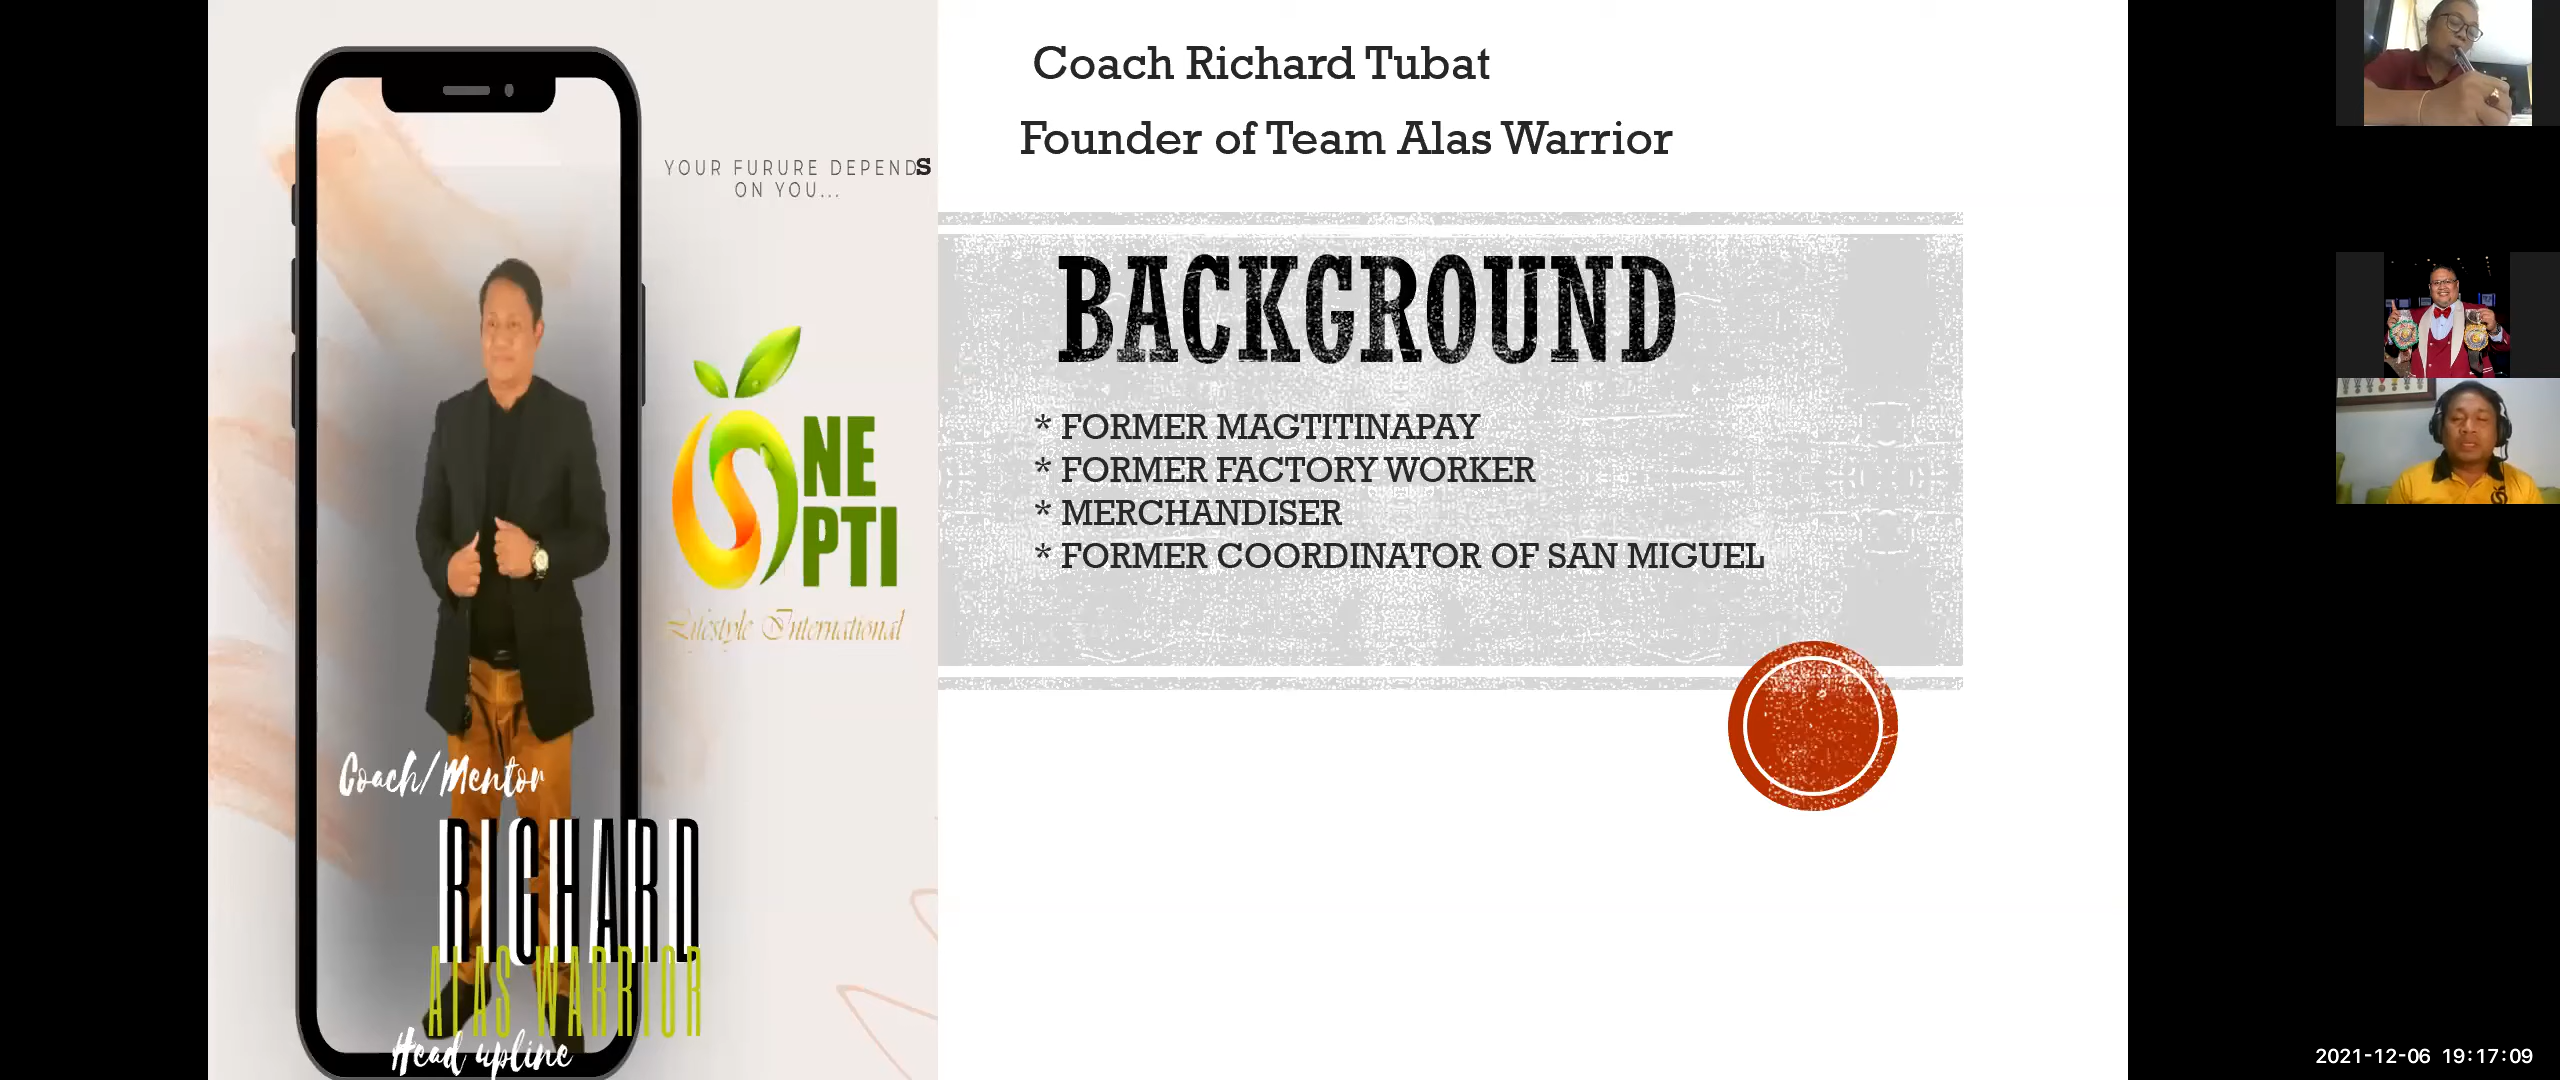 YOUR FURURE DEPENDS
ON YOU...
NE
PTI
Lifestyle International
Coach/Mentor
RICHARD
ALAS WARRIOR
Head upline
Coach Richard Tubat
Founder of Team Alas Warrior
BACKGROUND
* FORMER MAGTITINAPAY
* FORMER FACTORY WORKER
* MERCHANDISER
* FORMER COORDINATOR OF SAN MIGUEL
2021-12-06 19:17:09